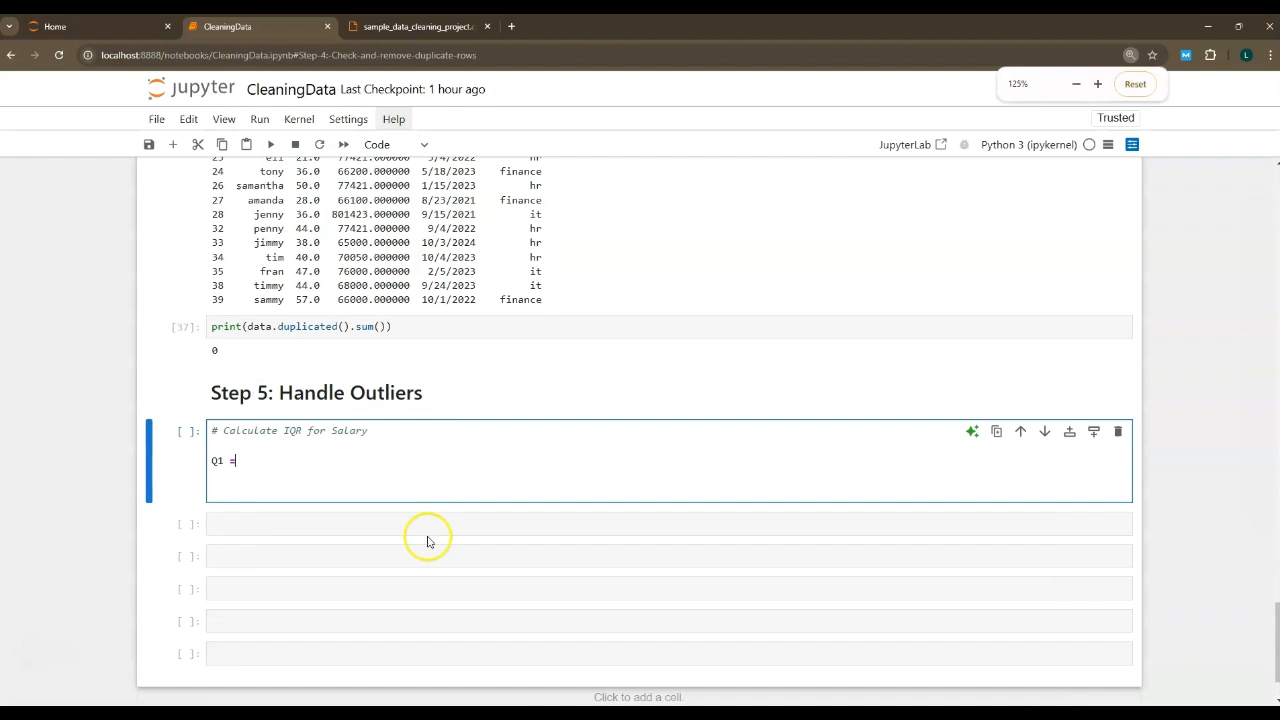 Home
CleaningData
sample_data_cleaning_project.c
localhost:8888/notebooks/CleaningData.ipynb#Step-4:-Check-and-remove-duplicate-rows
L
125%
Reset
jupyter CleaningData Last Checkpoint: 1 hour ago
File Edit View Run Kernel Settings Help
Trusted
Code
JupyterLab
Python 3 (ipykernel)
24 tony 36.0 66200.000000 5/18/2023 finance
26 samantha 50.0 77421.000000 1/15/2023 hr
27 amanda 28.0 66100.000000 8/23/2021 finance
28 jenny 36.0 801423.000000 9/15/2021 it
32 penny 44.0 77421.000000 9/4/2022 hr
33 jimmy 38.0 65000.000000 10/3/2024 hr
34 tim 40.0 70050.000000 10/4/2023 hr
35 fran 47.0 76000.000000 2/5/2023 it
38 timmy 44.0 68000.000000 9/24/2023 it
39 sammy 57.0 66000.000000 10/1/2022 finance
[37]: print(data.duplicated().sum())
0
Step 5: Handle Outliers
[ ]: # Calculate IQR for Salary
Q1 =
[ ]:
[ ]:
[ ]:
[ ]:
[ ]:
Click to add a cell.